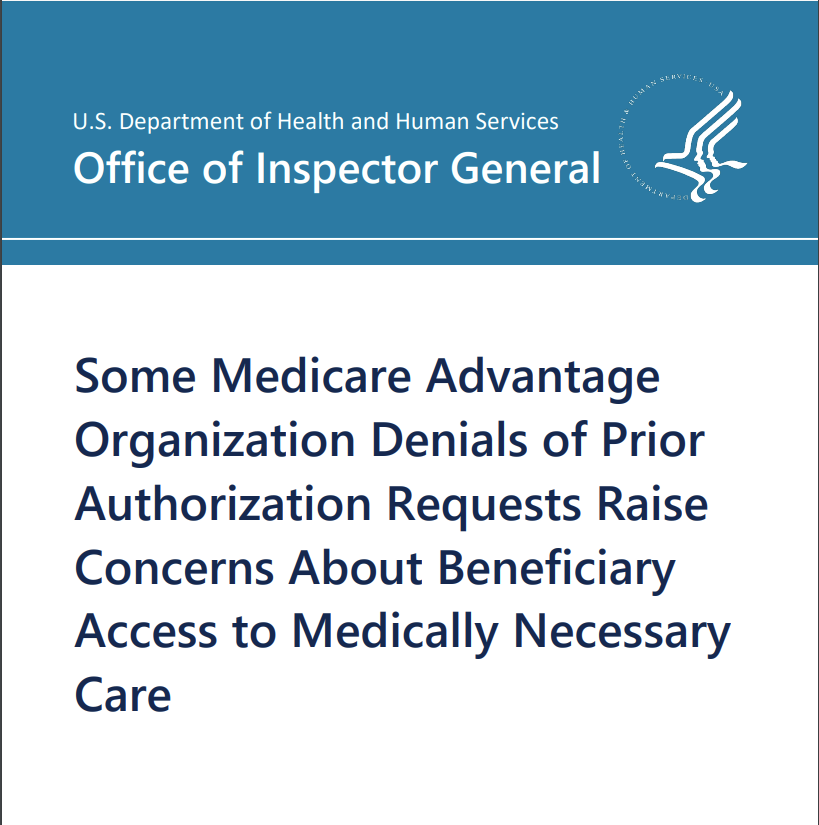 U.S. Department of Health and Human Services
Office of Inspector General
DEPARTMENT OF HEALTH & HUMAN SERVICES · USA
Some Medicare Advantage
Organization Denials of Prior
Authorization Requests Raise
Concerns About Beneficiary
Access to Medically Necessary
Care